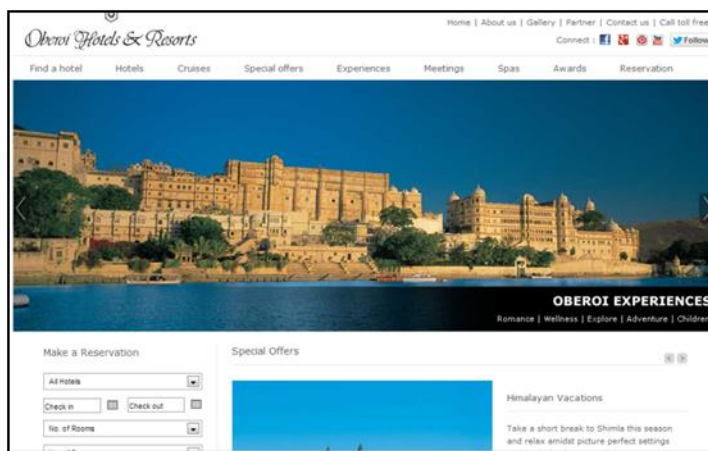 Home | About us | Gallery | Partner | Contact us | Call toll free
Oberoi Hotels & Resorts
Connect :
Follow
Find a hotel Hotels Cruises Special offers Experiences Meetings Spas Awards Reservation
OBEROI EXPERIENCES
Romance | Wellness | Explore | Adventure | Children
Make a Reservation
Special Offers
All Hotels
Check in Check out
No. of Rooms
Himalayan Vacations
Take a short break to Shimla this season
and relax amidst picture perfect settings